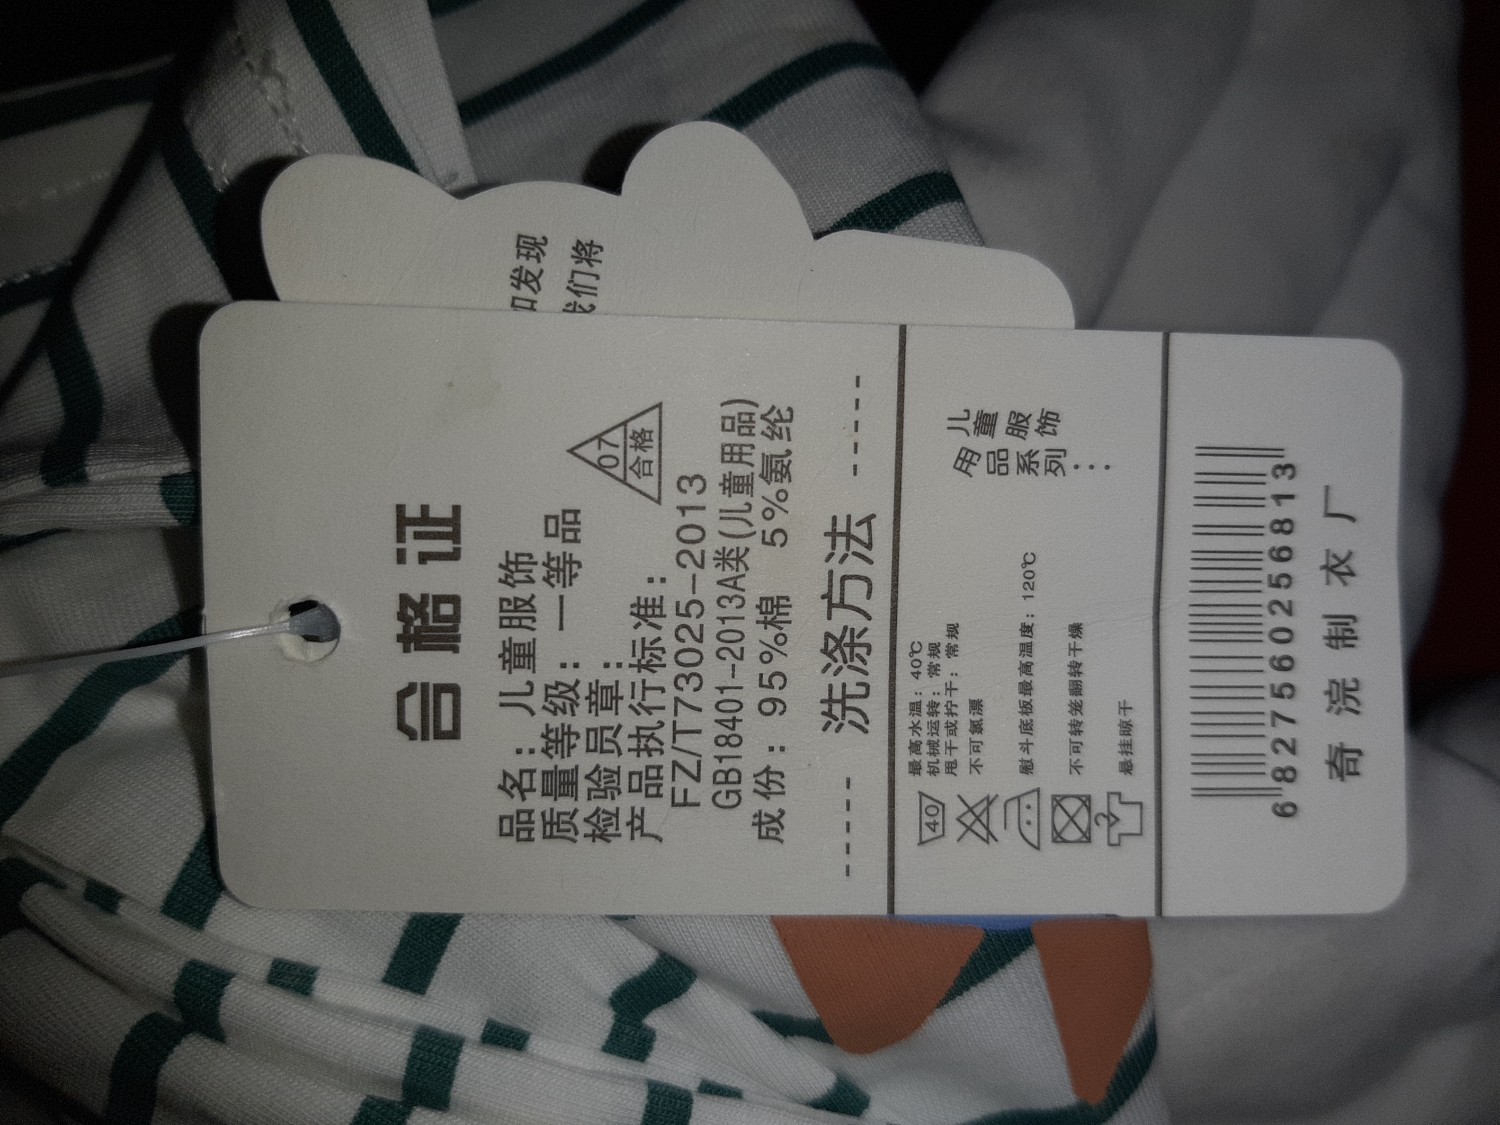 合格证
品名：儿童服饰
质量等级：一等品
检验员章：
07
合格
产品执行标准：
FZ/T73025-2013
GB18401-2013A类(儿童用品)
成份：95%棉 5%氨纶
-----洗涤方法-----
40
最高水温：40℃
机械运转：常规
甩干或拧干：常规
不可氯漂
熨斗底板最高温度：120℃
不可转笼翻转干燥
悬挂晾干
儿童服饰
用品系列
6827560256813
奇浣制衣厂
如发现
我们将